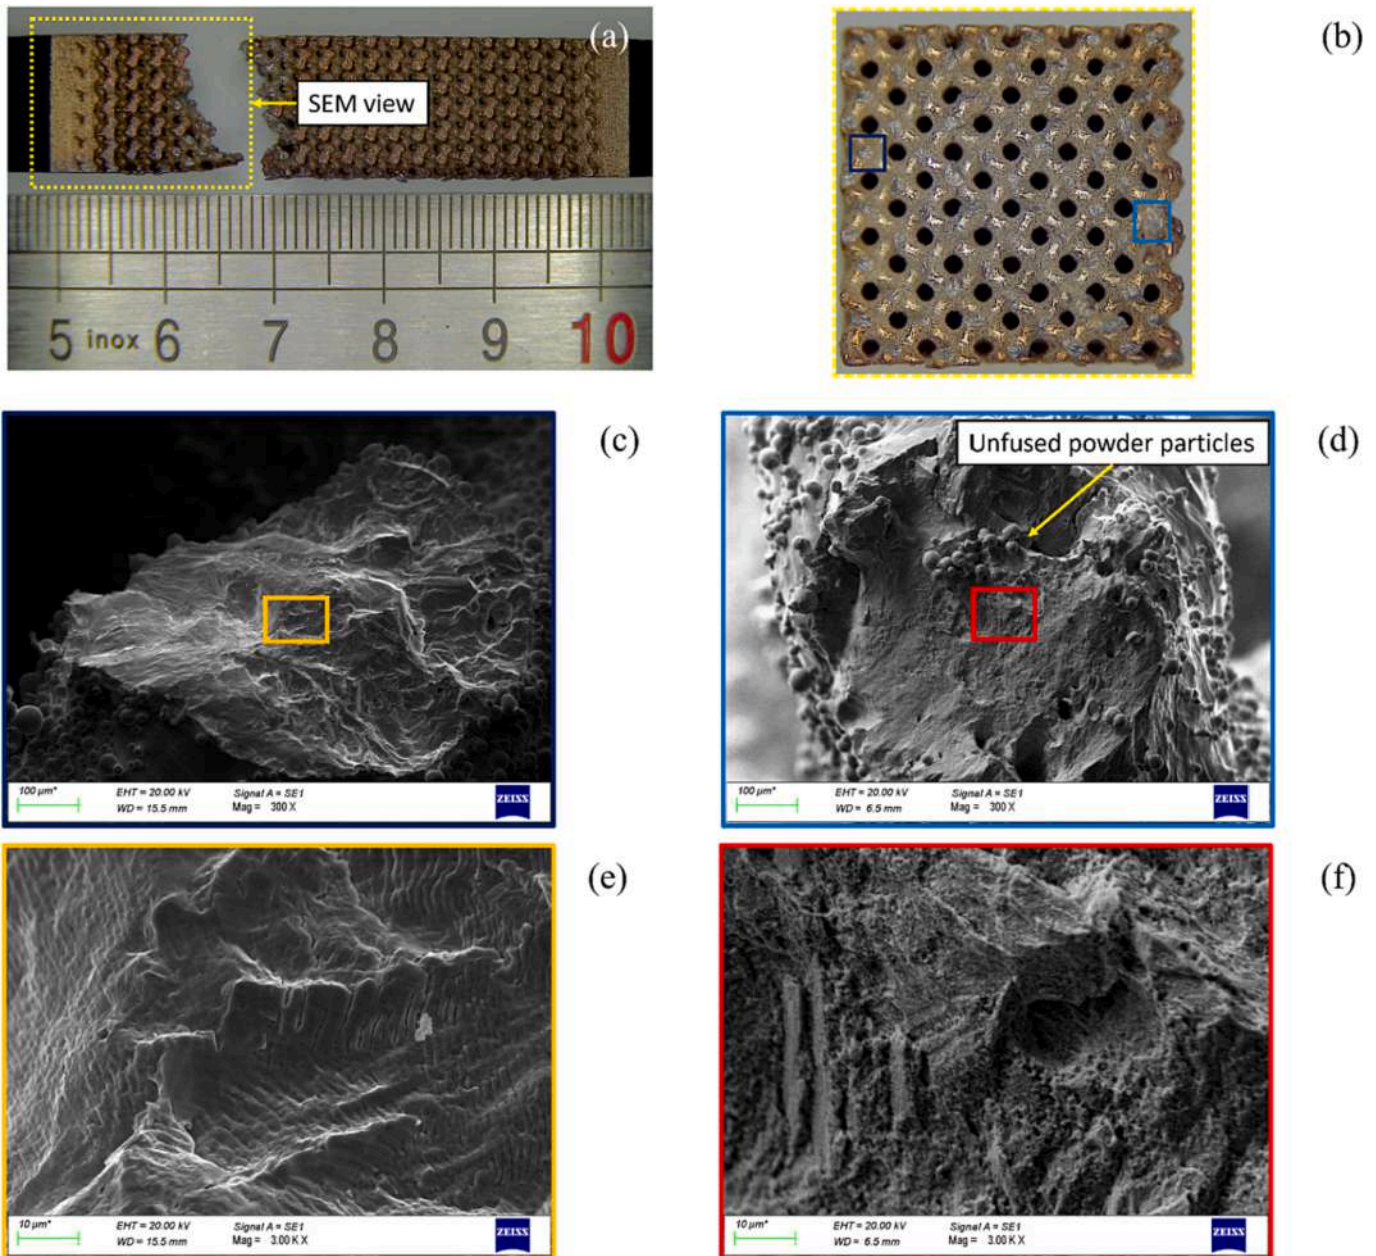 (a)
SEM view
5 inox 6 7 8 9 10
(b)
(c)
100 µm*
EHT = 20.00 kV
Signal A = SE1
WD = 15.5 mm
Mag = 300 X
ZEISS
Unfused powder particles
(d)
100 µm*
EHT = 20.00 kV
Signal A = SE1
WD = 6.5 mm
Mag = 300 X
ZEISS
(e)
10 µm*
EHT = 20.00 kV
Signal A = SE1
WD = 15.5 mm
Mag = 3.00 K X
ZEISS
(f)
10 µm*
EHT = 20.00 kV
Signal A = SE1
WD = 6.5 mm
Mag = 3.00 K X
ZEISS